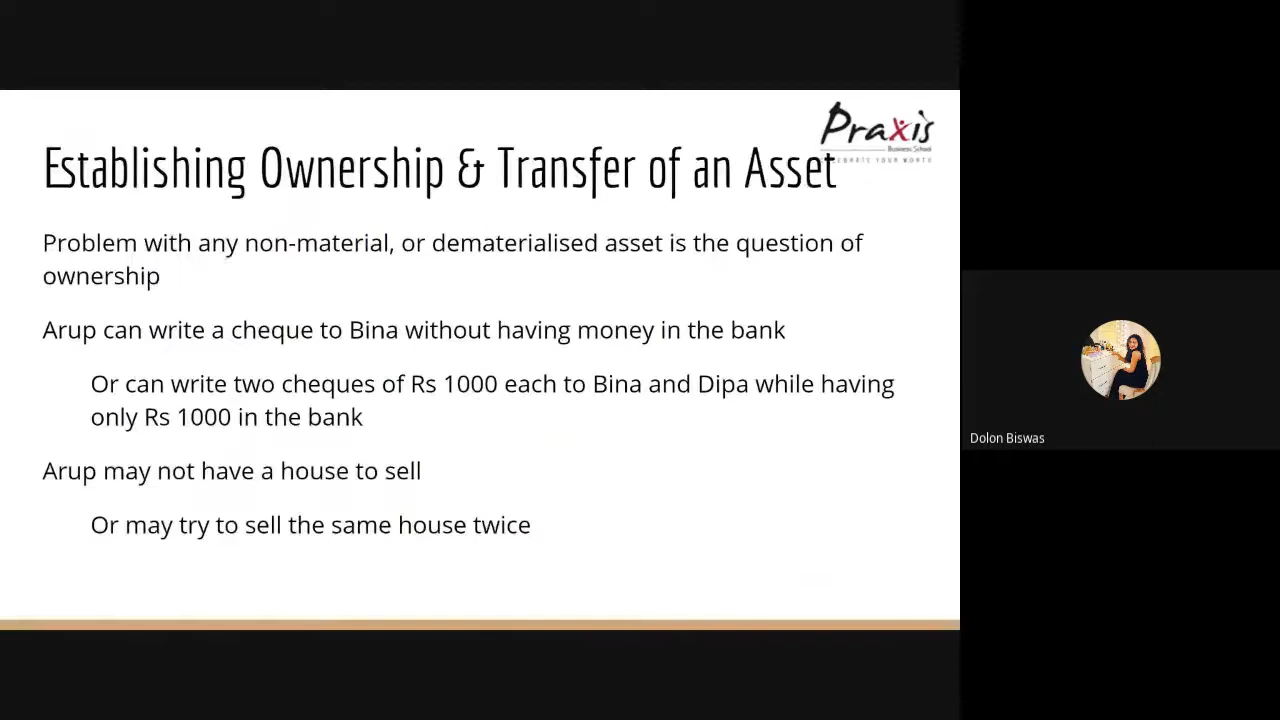 Praxis
Business School
Establishing Ownership & Transfer of an Asset
Problem with any non-material, or dematerialised asset is the question of
ownership
Arup can write a cheque to Bina without having money in the bank
Or can write two cheques of Rs 1000 each to Bina and Dipa while having
only Rs 1000 in the bank
Arup may not have a house to sell
Or may try to sell the same house twice
Dolon Biswas